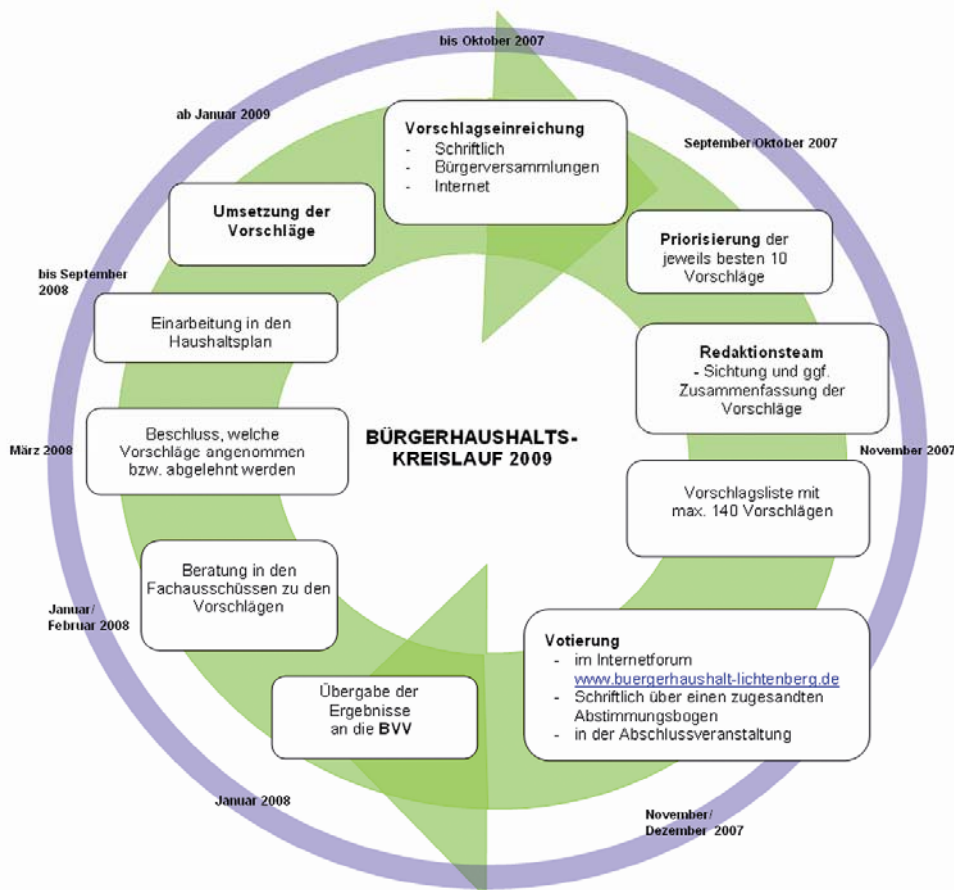 bis Oktober 2007
Vorschlagseinreichung
- Schriftlich
- Bürgerversammlungen
- Internet
September/Oktober 2007
Priorisierung der
jeweils besten 10
Vorschläge
Redaktionsteam
- Sichtung und ggf.
Zusammenfassung der
Vorschläge
November 2007
Vorschlagsliste mit
max. 140 Vorschlägen
Votierung
- im Internetforum
www.buergerhaushalt-lichtenberg.de
- Schriftlich über einen zugesandten
Abstimmungsbogen
- in der Abschlussveranstaltung
November/
Dezember 2007
Übergabe der
Ergebnisse
an die BVV
Januar 2008
Beratung in den
Fachausschüssen zu den
Vorschlägen
Januar/
Februar 2008
Beschluss, welche
Vorschläge angenommen
bzw. abgelehnt werden
März 2008
Einarbeitung in den
Haushaltsplan
bis September
2008
Umsetzung der
Vorschläge
ab Januar 2009
BÜRGERHAUSHALTS-
KREISLAUF 2009